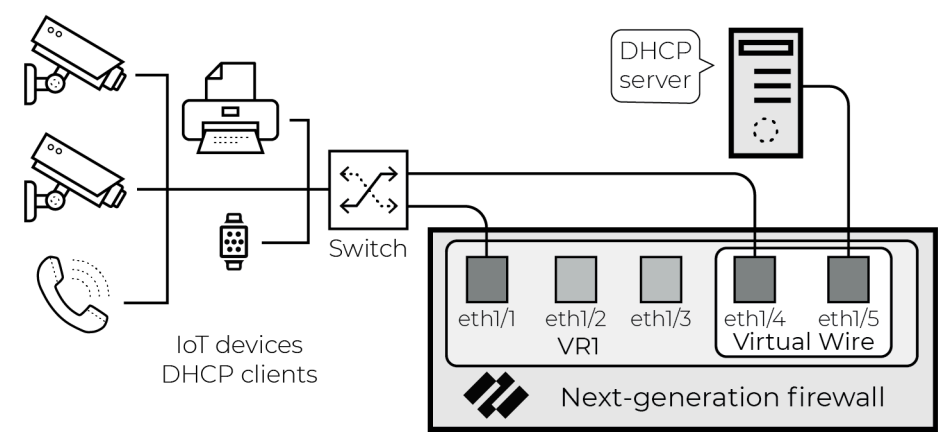 DHCP
server
Switch
eth1/1
eth1/2
eth1/3
eth1/4
eth1/5
VR1
Virtual Wire
IoT devices
DHCP clients
Next-generation firewall